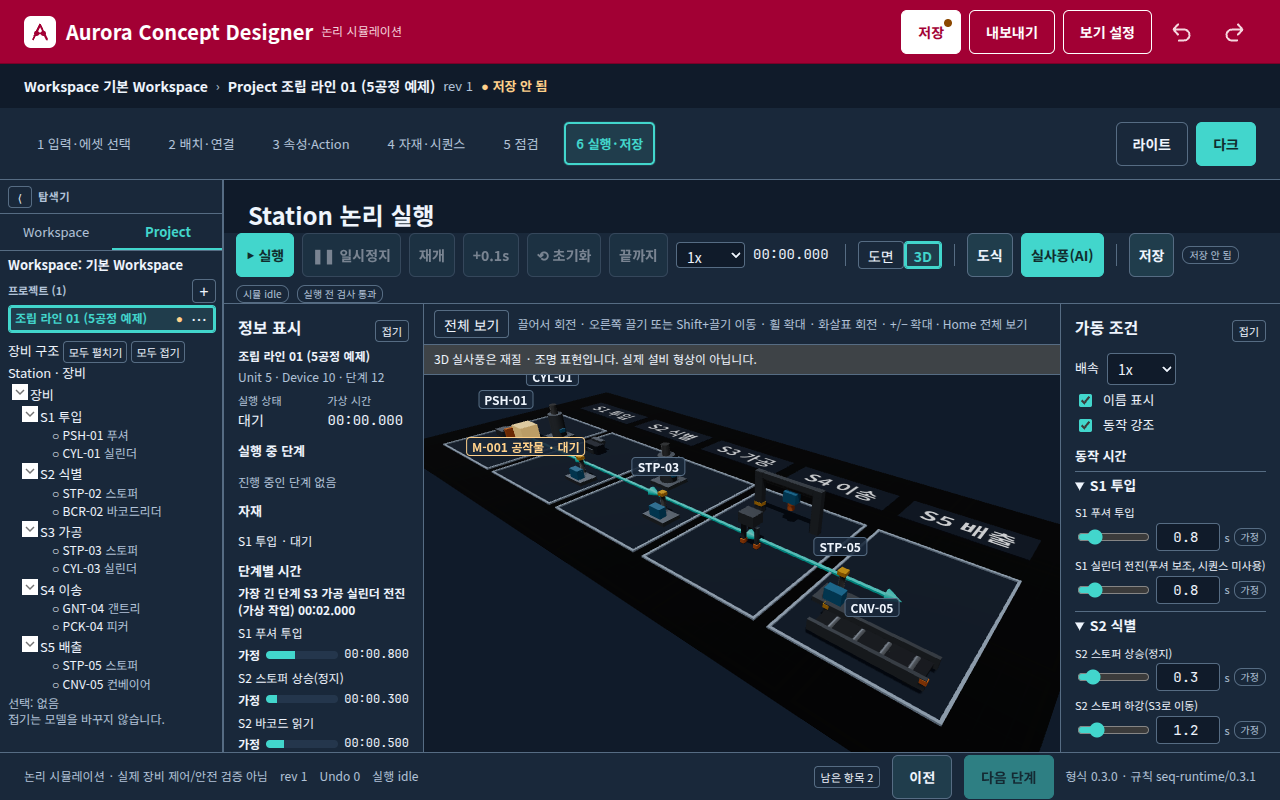 Aurora Concept Designer 논리 시뮬레이션
저장 내보내기 보기 설정
Workspace 기본 Workspace › Project 조립 라인 01 (5공정 예제) rev 1 ● 저장 안 됨
1 입력·에셋 선택 2 배치·연결 3 속성·Action 4 자재·시퀀스 5 점검 6 실행·저장
라이트 다크
⟨ 탐색기
Workspace Project
Workspace: 기본 Workspace
프로젝트 (1) +
조립 라인 01 (5공정 예제) ● ...
장비 구조 모두 펼치기 모두 접기
Station · 장비
장비
S1 투입
○ PSH-01 푸셔
○ CYL-01 실린더
S2 식별
○ STP-02 스토퍼
○ BCR-02 바코드리더
S3 가공
○ STP-03 스토퍼
○ CYL-03 실린더
S4 이송
○ GNT-04 갠트리
○ PCK-04 피커
S5 배출
○ STP-05 스토퍼
○ CNV-05 컨베이어
선택: 없음
접기는 모델을 바꾸지 않습니다.
Station 논리 실행
▸ 실행 ❚❚ 일시정지 재개 +0.1s ⟲ 초기화 끝까지 1x 00:00.000 도면 3D 도식 실사풍(AI) 저장 저장 안 됨
시뮬 idle 실행 전 검사 통과
정보 표시 접기
조립 라인 01 (5공정 예제)
Unit 5 · Device 10 · 단계 12
실행 상태 가상 시간
대기 00:00.000
실행 중 단계
진행 중인 단계 없음
자재
S1 투입 · 대기
단계별 시간
가장 긴 단계 S3 가공 실린더 전진
(가상 작업) 00:02.000
S1 푸셔 투입
가정 00:00.800
S2 스토퍼 상승(정지)
가정 00:00.300
S2 바코드 읽기
가정 00:00.500
전체 보기 끌어서 회전 · 오른쪽 끌기 또는 Shift+끌기 이동 · 휠 확대 · 화살표 회전 · +/− 확대 · Home 전체 보기
3D 실사풍은 재질 · 조명 표현입니다. 실제 설비 형상이 아닙니다.
CYL-01
PSH-01
M-001 공작물 · 대기
STP-03
STP-05
CNV-05
S1 투입
S2 식별
S3 가공
S4 이송
S5 배출
가동 조건 접기
배속 1x
이름 표시
동작 강조
동작 시간
▼ S1 투입
S1 푸셔 투입
0.8 s 가정
S1 실린더 전진(푸셔 보조, 시퀀스 미사용)
0.8 s 가정
▼ S2 식별
S2 스토퍼 상승(정지)
0.3 s 가정
S2 스토퍼 하강(S3로 이동)
1.2 s 가정
논리 시뮬레이션 · 실제 장비 제어/안전 검증 아님 rev 1 Undo 0 실행 idle
남은 항목 2 이전 다음 단계 형식 0.3.0 · 규칙 seq-runtime/0.3.1